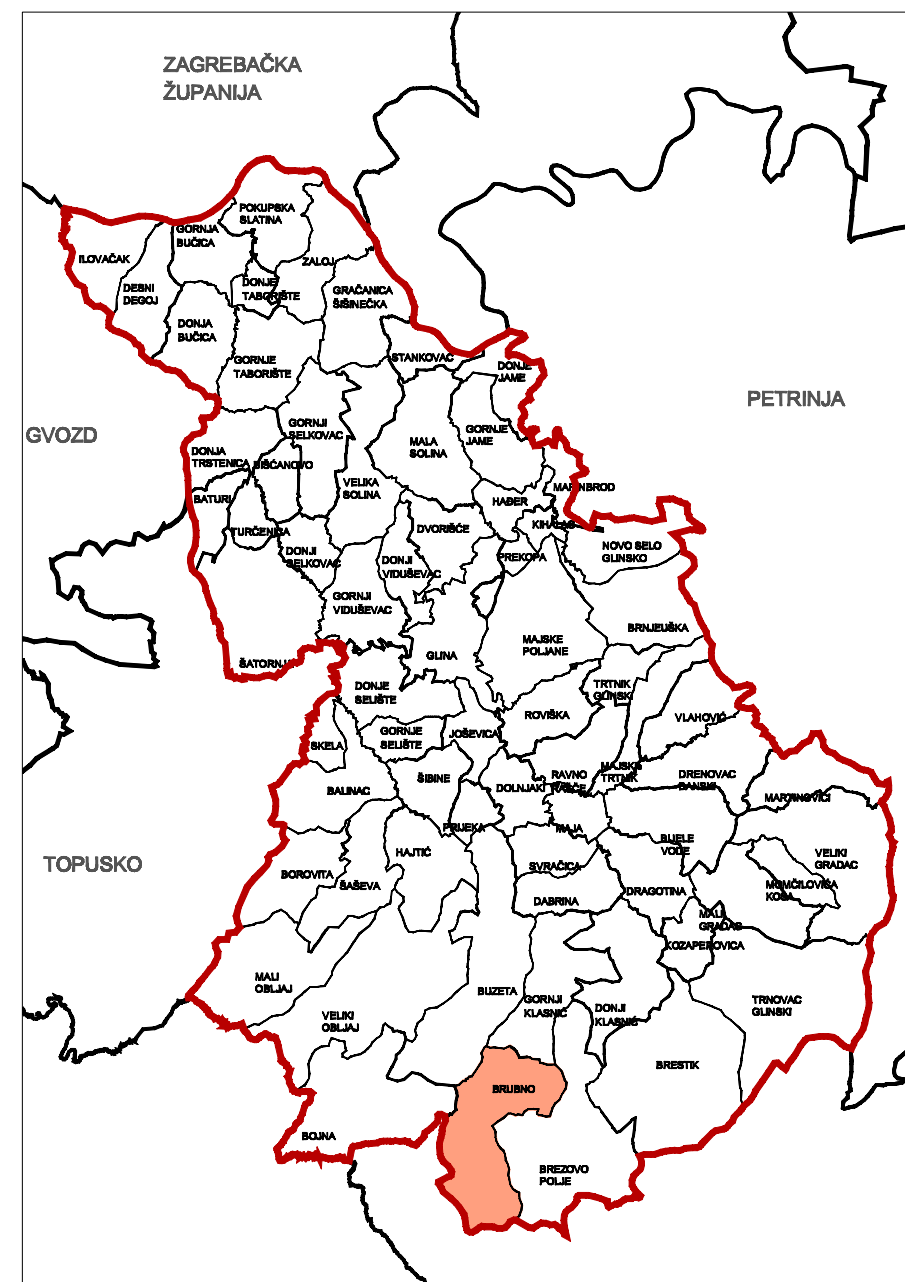 ZAGREBAČKA
ŽUPANIJA
POKUPSKA
SLATINA
GORNJA
BUČICA
ILOVAČAK
ZALOJ
DESNI
DEGOJ
DONJE
TABORIŠTE
GRAČANICA
ŠIŠINEČKA
DONJA
BUČICA
GORNJE
TABORIŠTE
STANKOVAC
DONJE
JAME
PETRINJA
GVOZD
GORNJI
SELKOVAC
GORNJE
JAME
MALA
SOLINA
DONJA
TRSTENICA
BIŠĆANOVO
VELIKA
SOLINA
BATURI
MARINBROD
HAĐER
TURČENICA
DVORIŠĆE
KIHALAC
NOVO SELO
GLINSKO
DONJI
SELKOVAC
DONJI
VIDUŠEVAC
PREKOPA
GORNJI
VIDUŠEVAC
BRNJEUŠKA
MAJSKE
POLJANE
GLINA
ŠATORNJA
DONJE
SELIŠTE
TRTNIK
GLINSKI
ROVIŠKA
VLAHOVIĆ
GORNJE
SELIŠTE
JOŠEVICA
SKELA
ŠIBINE
BALINAC
DOLNJAKI
RAVNO
RAŠĆE
MAJSKI
TRTNIK
DRENOVAC
BANSKI
MARTINOVIĆI
PRIJEKA
MAJA
BIJELE
VODE
HAJTIĆ
VELIKI
GRADAC
TOPUSKO
BOROVITA
ŠAŠEVA
SVRAČICA
MOMČILOVIĆA
KOSA
DRAGOTINA
DABRINA
MALI
GRADAC
KOZAPEROVICA
MALI
OBLJAJ
BUZETA
GORNJI
KLASNIĆ
DONJI
KLASNIĆ
TRNOVAC
GLINSKI
VELIKI
OBLJAJ
BRESTIK
BRUBNO
BOJNA
BREZOVO
POLJE